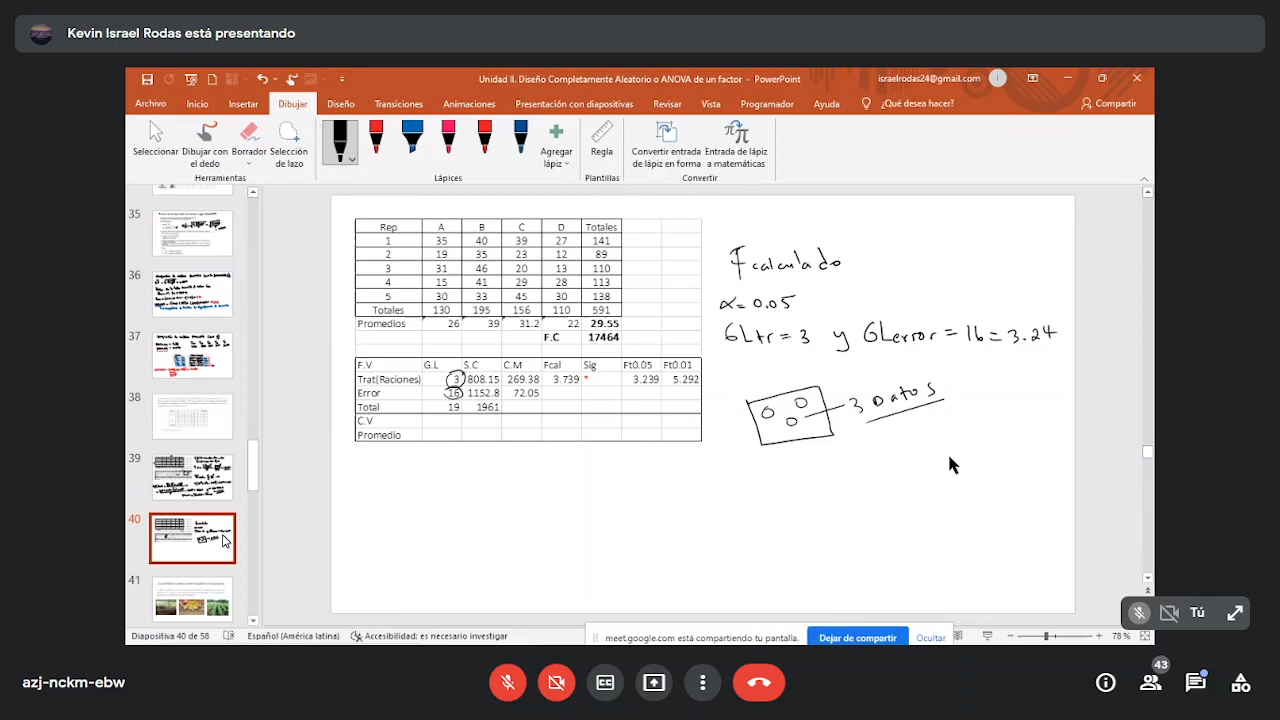 Kevin Israel Rodas está presentando
Unidad II. Diseño Completamente Aleatorio o ANOVA de un factor - PowerPoint
israelrodas24@gmail.com
I
Archivo Inicio Insertar Dibujar Diseño Transiciones Animaciones Presentación con diapositivas Revisar Vista Programador Ayuda ¿Qué desea hacer? Compartir
Seleccionar
Dibujar con el dedo
Borrador
Selección de lazo
Agregar lápiz
Regla
Convertir entrada de lápiz en forma
Entrada de lápiz a matemáticas
Herramientas Lápices Plantillas Convertir
35
36
37
38
39
40
41
Rep A B C D Totales
1 35 40 39 27 141
2 19 35 23 12 89
3 31 46 20 13 110
4 15 41 29 28 113
5 30 33 45 30 138
Totales 130 195 156 110 591
Promedios 26 39 31.2 22 29.55
F.C 17464
F.V G.L S.C C.M Fcal Sig Ft0.05 Ft0.01
Trat(Raciones) 3 808.15 269.38 3.739 * 3.239 5.292
Error 16 1152.8 72.05
Total 19 1961
C.V
Promedio
Fcalculado
α=0.05
GLtr=3 y GLerror=16=3.24
3 Datos
Tú
Diapositiva 40 de 58 Español (América latina) Accesibilidad: es necesario investigar
meet.google.com está compartiendo tu pantalla. Dejar de compartir Ocultar
78 %
azj-nckm-ebw
43